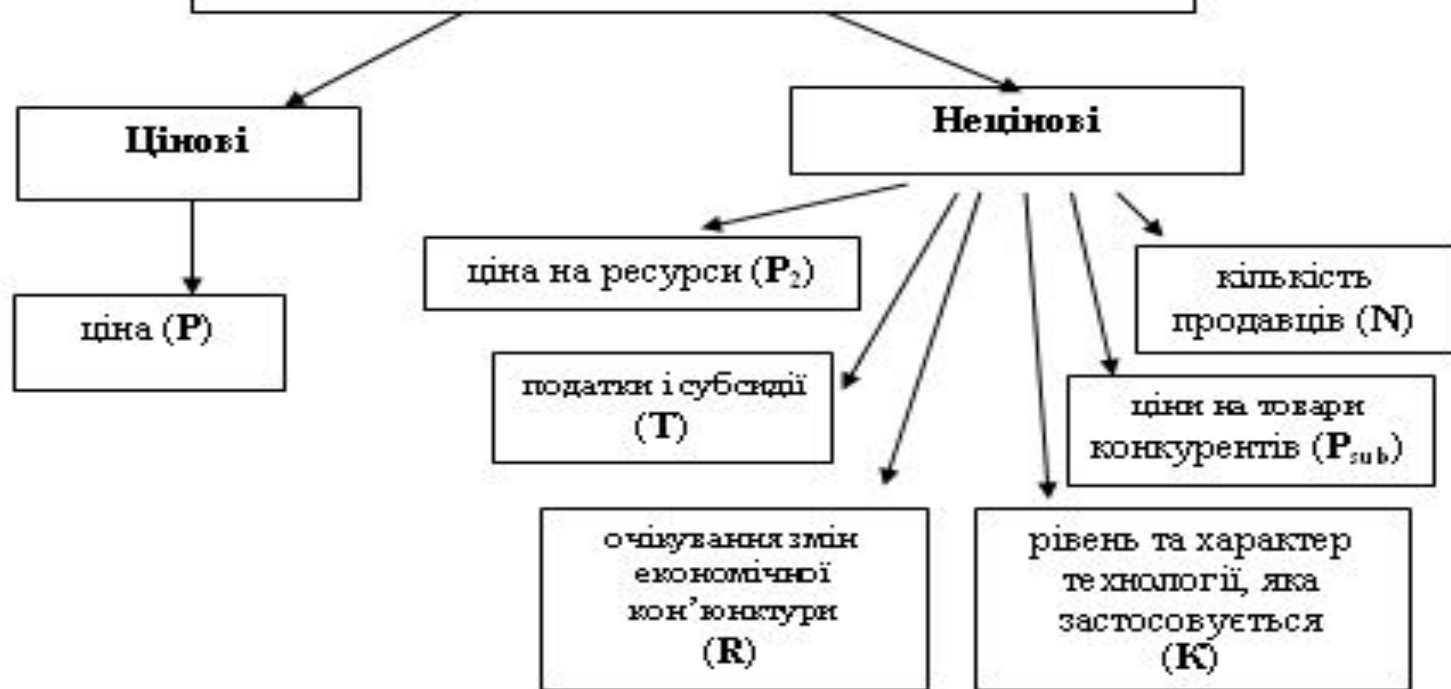 Цінові
Нецінові
ціна (P)
ціна на ресурси (P₂)
податки і субсидії
(T)
очікування змін
економічної
кон’юнктури
(R)
рівень та характер
технології, яка
застосовується
(K)
ціни на товари
конкурентів (Psub)
кількість
продавців (N)